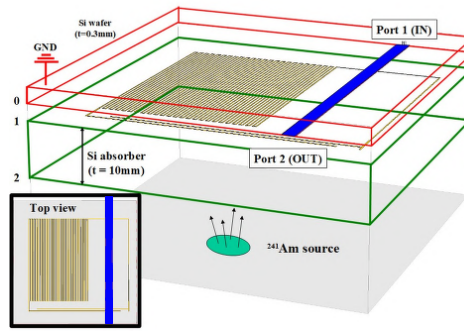 Si wafer
(t=0.3mm)
Port 1 (IN)
GND
0
1
Port 2 (OUT)
Si absorber
(t = 10mm)
2
Top view
²⁴¹Am source